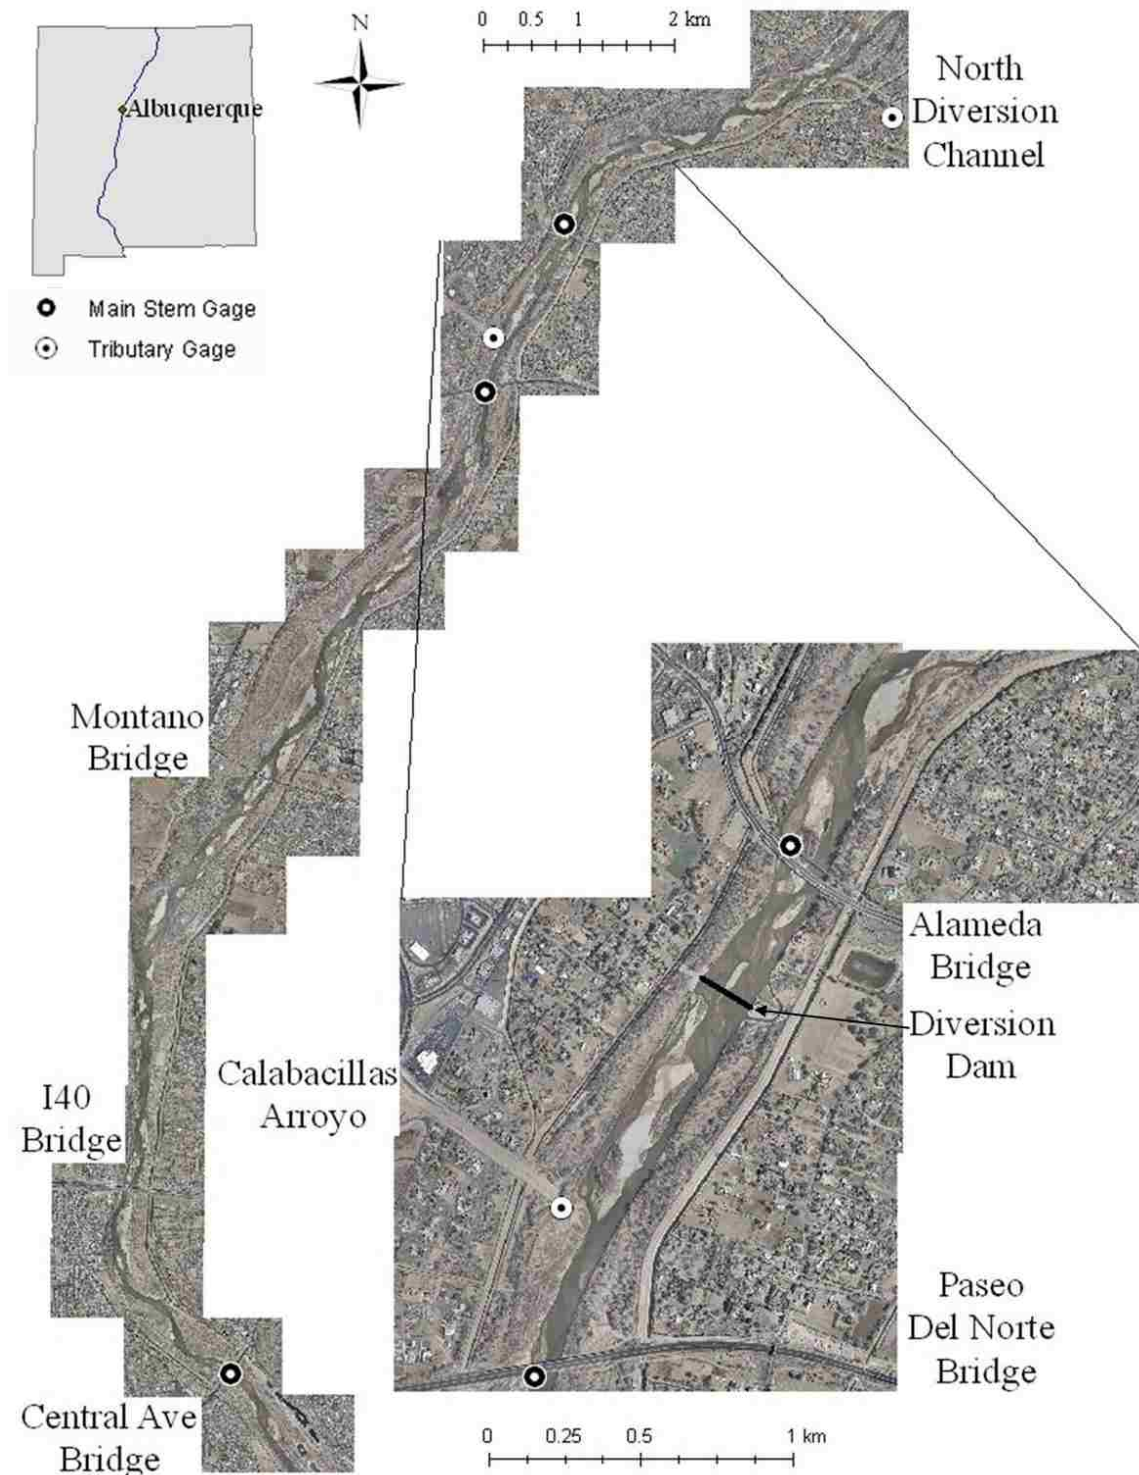 N
0 0.5 1 2 km
Albuquerque
North
Diversion
Channel
Main Stem Gage
Tributary Gage
Montano
Bridge
Alameda
Bridge
Diversion
Dam
Calabacillas
Arroyo
I40
Bridge
Paseo
Del Norte
Bridge
Central Ave
Bridge
0 0.25 0.5 1 km